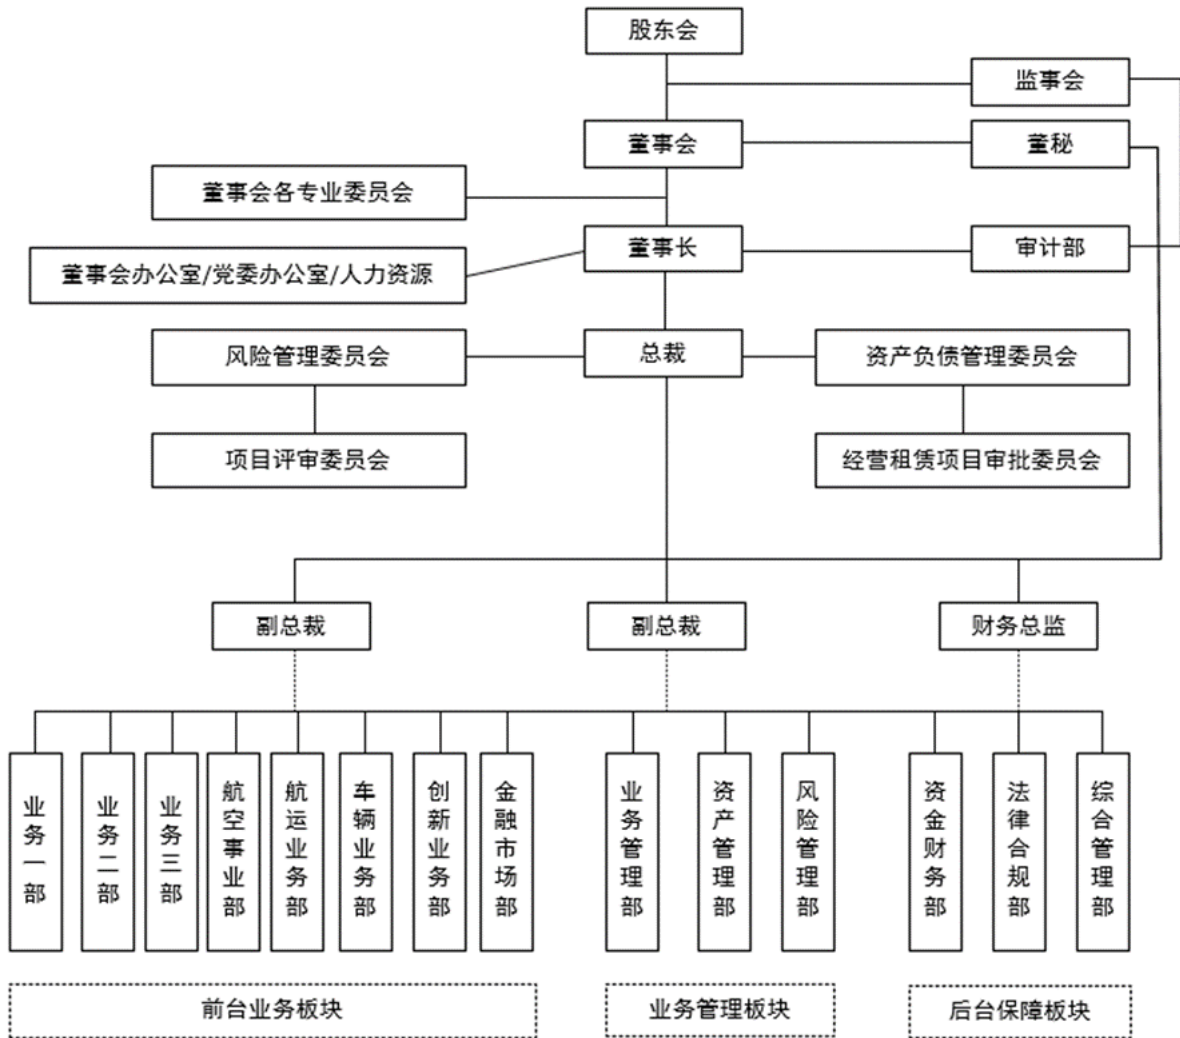 股东会
监事会
董事会
董秘
董事会各专业委员会
董事长
审计部
董事会办公室/党委办公室/人力资源
风险管理委员会
总裁
资产负债管理委员会
项目评审委员会
经营租赁项目审批委员会
副总裁
副总裁
财务总监
业务一部
业务二部
业务三部
航空事业部
航运业务部
车辆业务部
创新业务部
金融市场部
业务管理部
资产管理部
风险管理部
资金财务部
法律合规部
综合管理部
前台业务板块
业务管理板块
后台保障板块